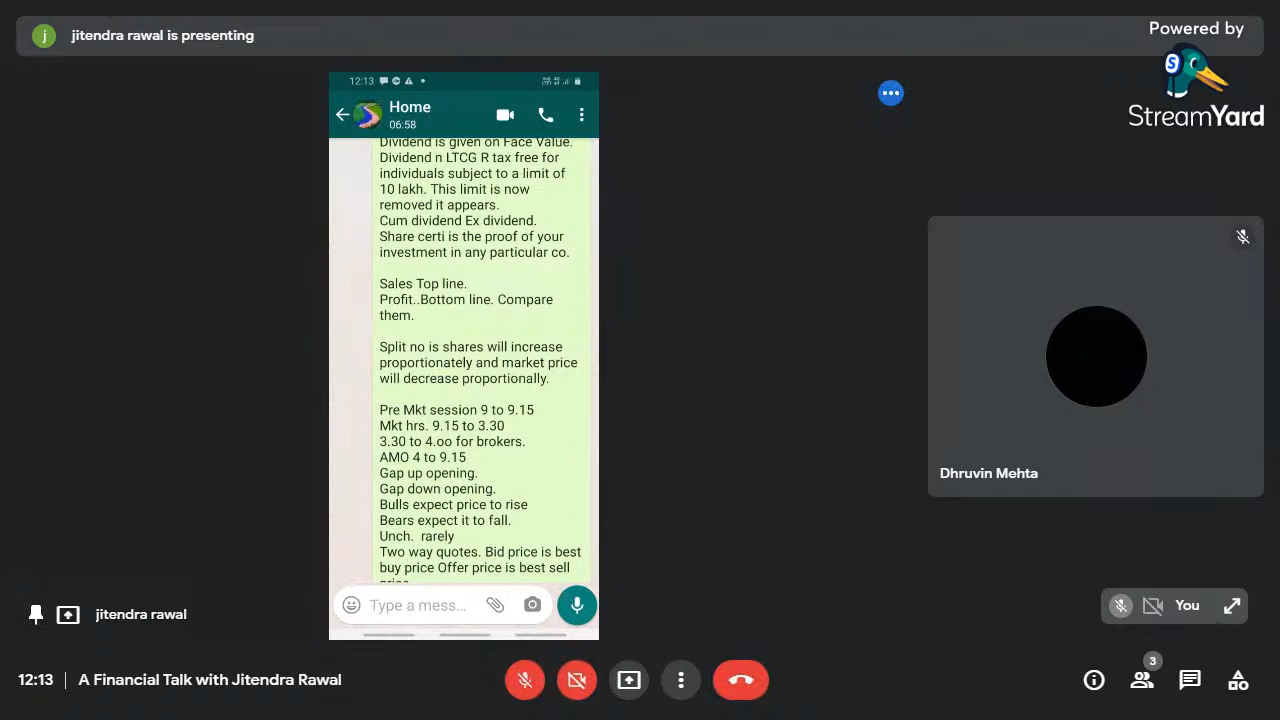 j
jitendra rawal is presenting
Powered by
S
StreamYard
12:13
Home
06:58
Dividend is given on Face Value.
Dividend n LTCG R tax free for
individuals subject to a limit of
10 lakh. This limit is now
removed it appears.
Cum dividend Ex dividend.
Share certi is the proof of your
investment in any particular co.
Sales Top line.
Profit..Bottom line. Compare
them.
Split no is shares will increase
proportionately and market price
will decrease proportionally.
Pre Mkt session 9 to 9.15
Mkt hrs. 9.15 to 3.30
3.30 to 4.oo for brokers.
AMO 4 to 9.15
Gap up opening.
Gap down opening.
Bulls expect price to rise
Bears expect it to fall.
Unch.  rarely
Two way quotes. Bid price is best
buy price Offer price is best sell
price
Type a mess...
Dhruvin Mehta
You
jitendra rawal
12:13 | A Financial Talk with Jitendra Rawal
3